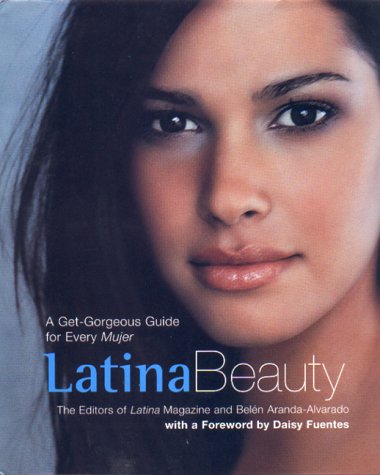 A Get-Gorgeous Guide
for Every Mujer
LatinaBeauty
The Editors of Latina Magazine and Belén Aranda-Alvarado
with a Foreword by Daisy Fuentes